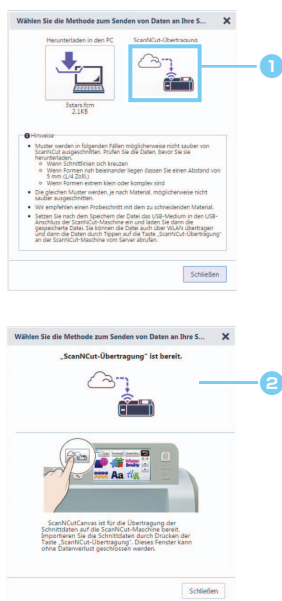 Wählen Sie die Methode zum Senden von Daten an Ihre S...
Herunterladen in den PC
ScanNCut-Übertragung
1
3stars.fcm
2.1KB
Hinweise
• Muster werden in folgenden Fällen möglicherweise nicht sauber von
ScanNCut ausgeschnitten. Prüfen Sie die Daten, bevor Sie sie
herunterladen.
○ Wenn Schnittlinien sich kreuzen
○ Wenn Formen nah beieinander liegen (lassen Sie einen Abstand von
5 mm (1/4 Zoll).)
○ Wenn Formen extrem klein oder komplex sind
• Die gleichen Muster werden, je nach Material, möglicherweise nicht
sauber ausgeschnitten.
• Wir empfehlen einen Probeschnitt mit dem zu schneidenden Material.
• Setzen Sie nach dem Speichern der Datei das USB-Medium in den USB-
Anschluss der ScanNCut-Maschine ein und laden Sie dann die
gespeicherte Datei. Sie können die Datei auch über WLAN übertragen
und dann die Daten durch Tippen auf die Taste „ScanNCut-Übertragung"
an der ScanNCut-Maschine vom Server abrufen.
Schließen
Wählen Sie die Methode zum Senden von Daten an Ihre S...
„ScanNCut-Übertragung" ist bereit.
2
Aa
ScanNCutCanvas ist für die Übertragung der
Schnittdaten auf die ScanNCut-Maschine bereit.
Importieren Sie die Schnittdaten durch Drücken der
Taste „ScanNCut-Übertragung". Dieses Fenster kann
ohne Datenverlust geschlossen werden.
Schließen